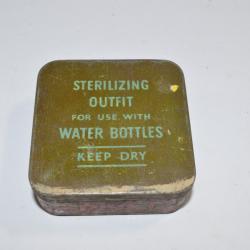 STERILIZING
OUTFIT
FOR USE WITH
WATER BOTTLES
KEEP DRY